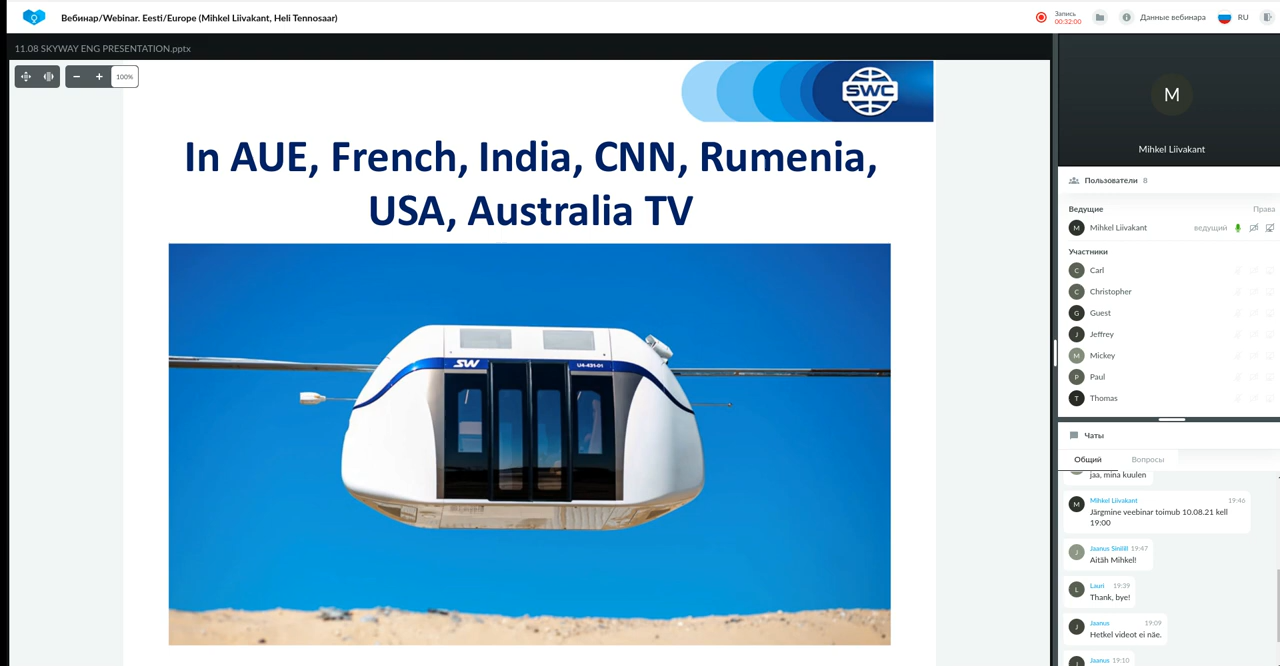 Вебинар/Webinar. Eesti/Europe (Mihkel Liivakant, Heli Tennosaar)
Запись
00:32:00
Данные вебинара
RU
11.08 SKYWAY ENG PRESENTATION.pptx
100%
SWC
In AUE, French, India, CNN, Rumenia,
USA, Australia TV
SW
U4-431-01
M
Mihkel Liivakant
Пользователи 8
Ведущие Права
M Mihkel Liivakant ведущий
Участники
C Carl
C Christopher
G Guest
J Jeffrey
M Mickey
P Paul
T Thomas
Чаты
Общий Вопросы
jaa, mina kuulen
M Mihkel Liivakant 19:46
Järgmine veebinar toimub 10.08.21 kell
19:00
J Jaanus Siniöll 19:47
Aitäh Mihkel!
L Lauri 19:39
Thank, bye!
J Jaanus 19:09
Hetkel videot ei näe.
J Jaanus 19:10